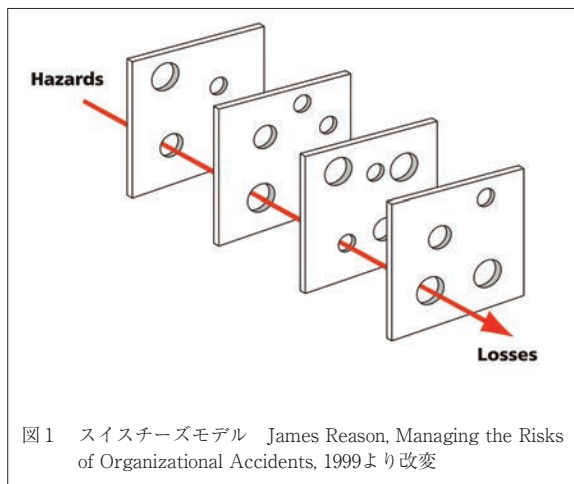 Hazards
Losses
図1 スイスチーズモデル James Reason, Managing the Risks
of Organizational Accidents, 1999より改変